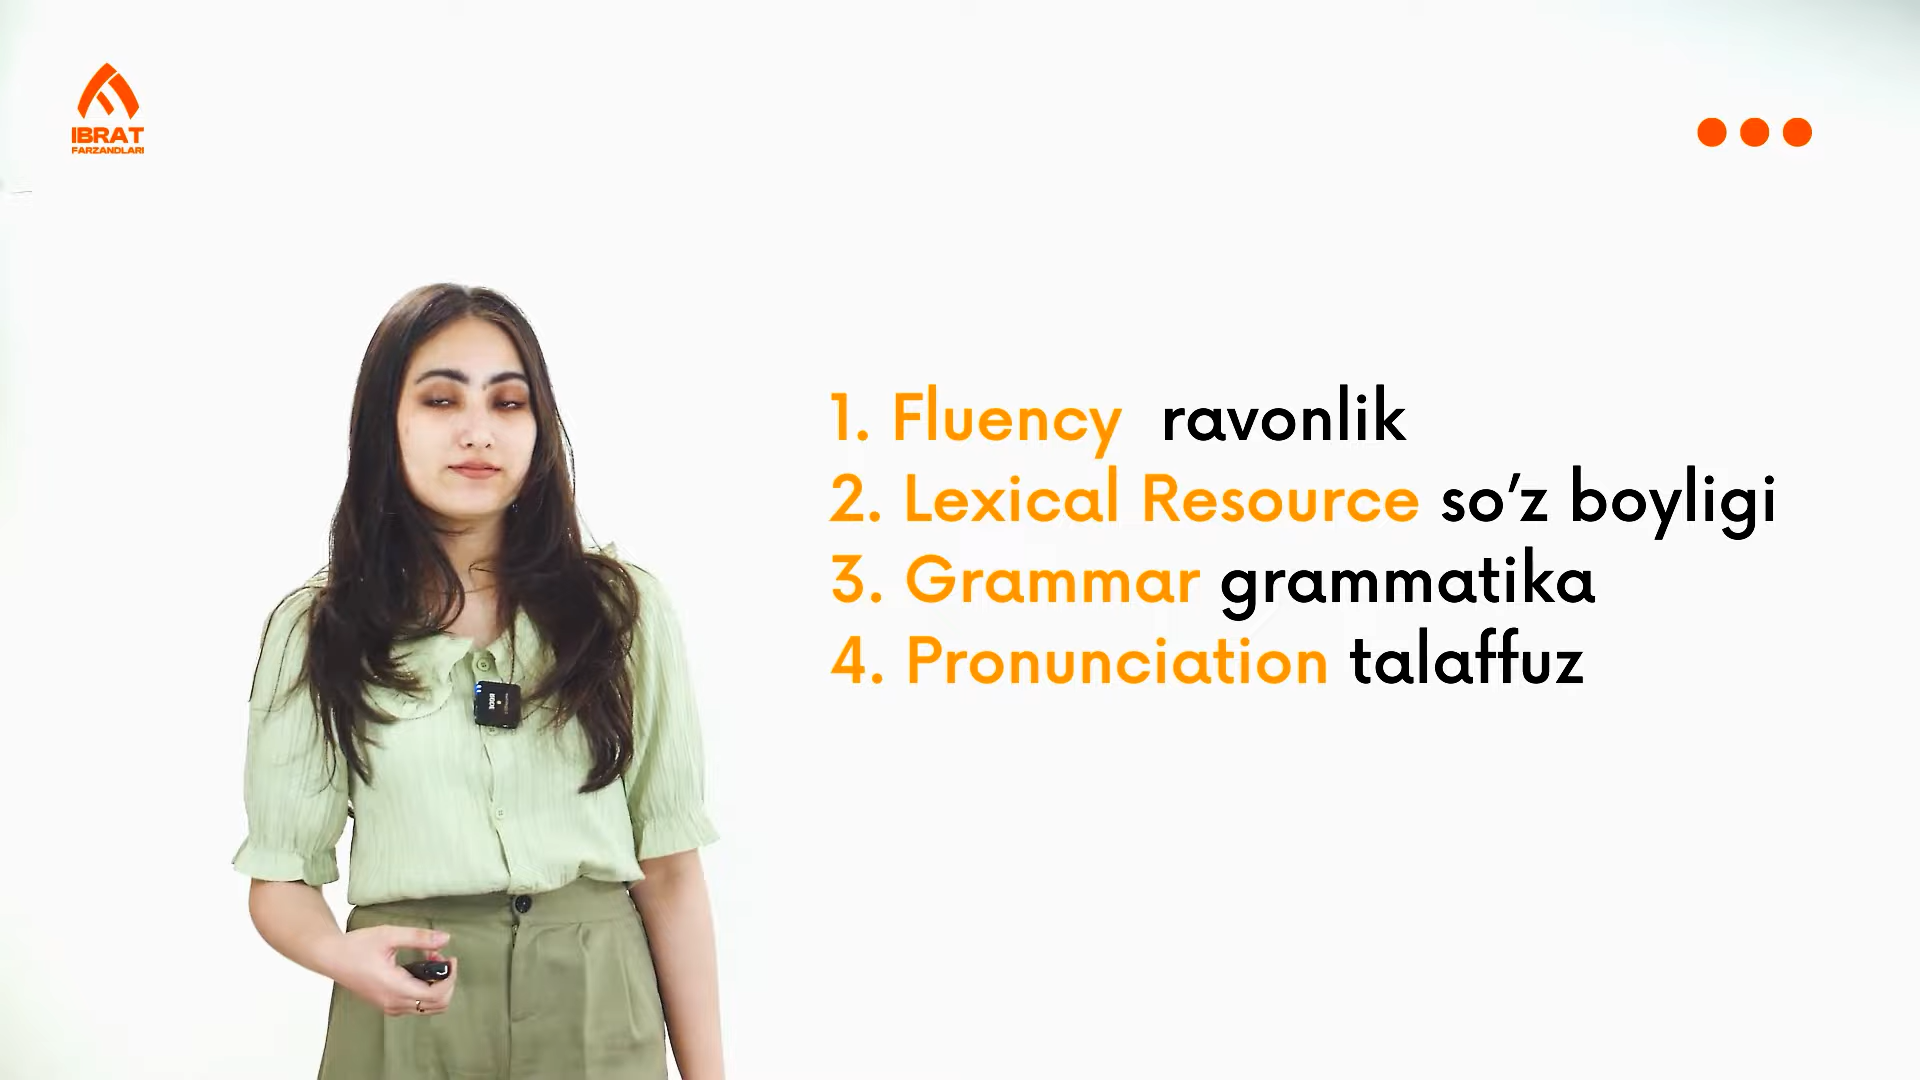 IBRAT
FARZANDLARI
1. Fluency ravonlik
2. Lexical Resource so’z boyligi
3. Grammar grammatika
4. Pronunciation talaffuz